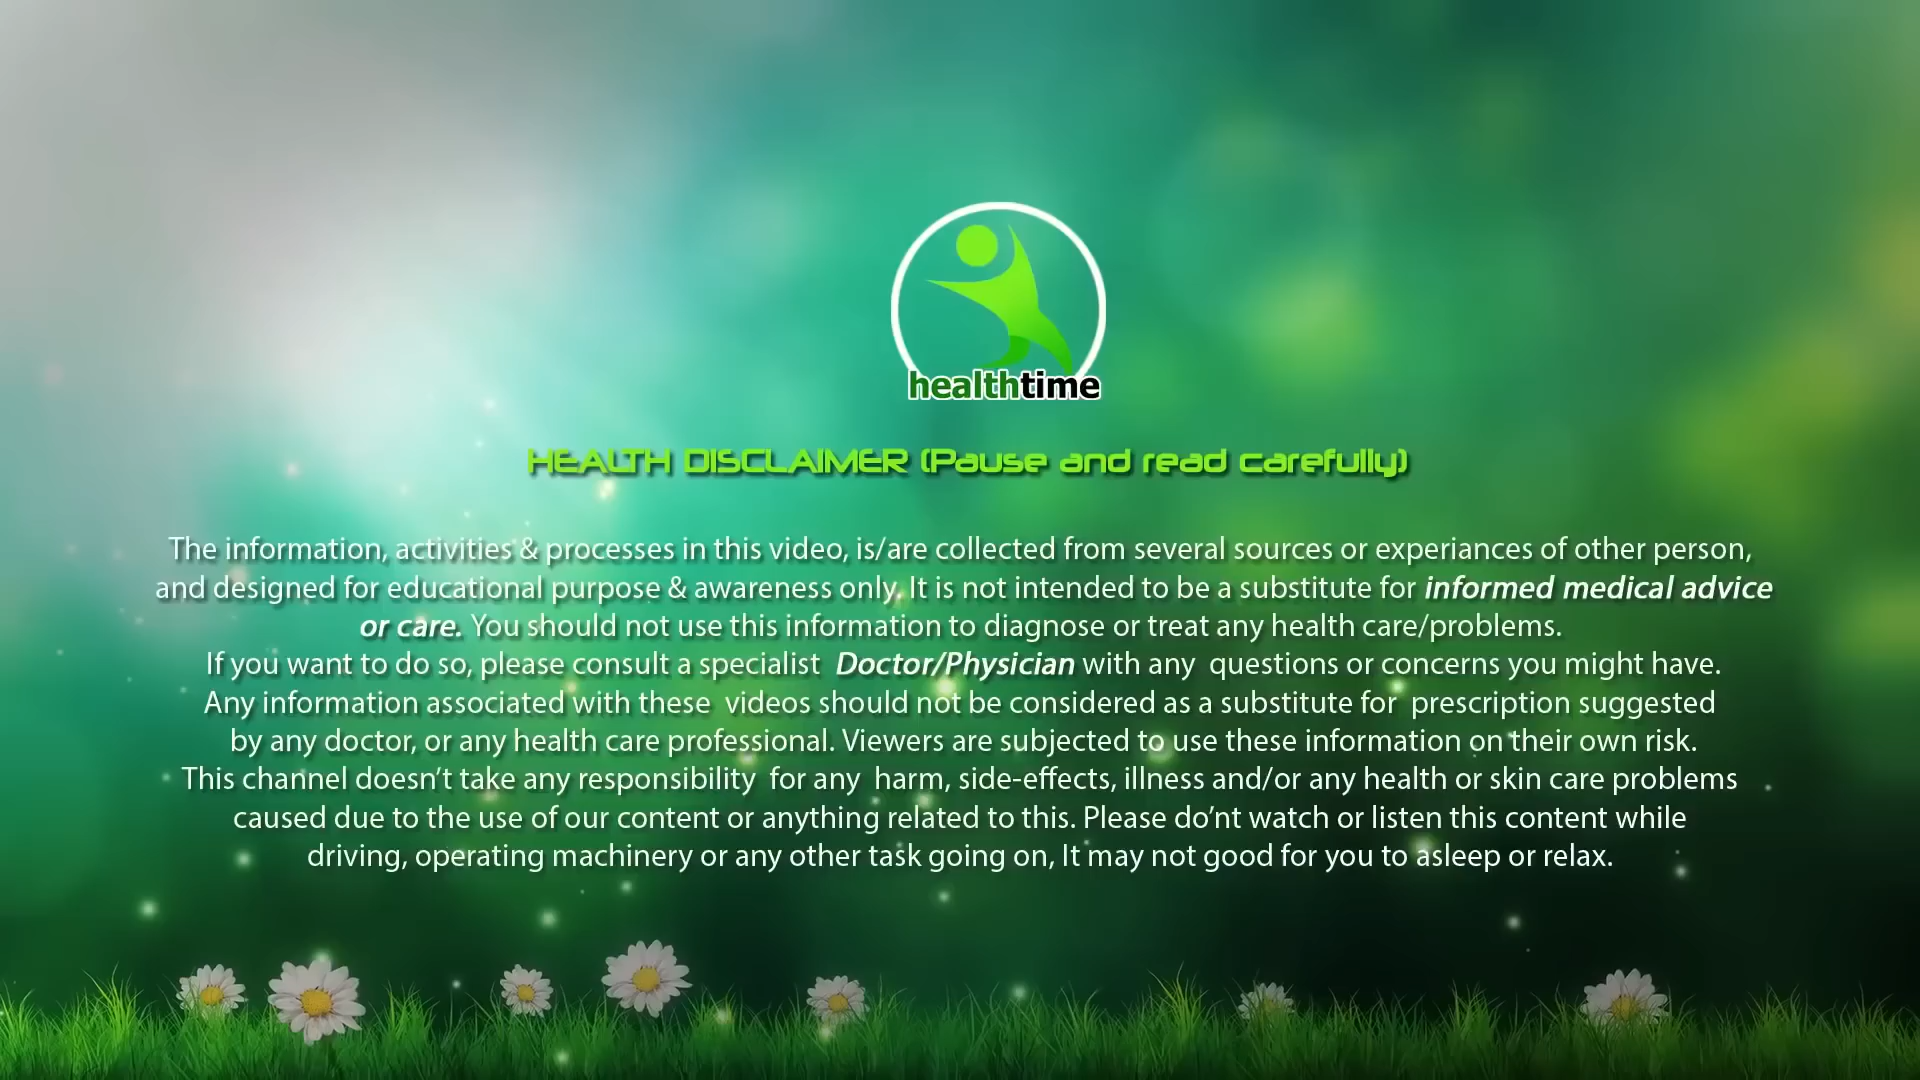 healthtime
HEALTH DISCLAIMER (Pause and read carefully)
The information, activities & processes in this video, is/are collected from several sources or experiances of other person,
and designed for educational purpose & awareness only. It is not intended to be a substitute for informed medical advice
or care. You should not use this information to diagnose or treat any health care/problems.
If you want to do so, please consult a specialist Doctor/Physician with any questions or concerns you might have.
Any information associated with these videos should not be considered as a substitute for prescription suggested
by any doctor, or any health care professional. Viewers are subjected to use these information on their own risk.
This channel doesn’t take any responsibility for any harm, side-effects, illness and/or any health or skin care problems
caused due to the use of our content or anything related to this. Please do’nt watch or listen this content while
driving, operating machinery or any other task going on, It may not good for you to asleep or relax.